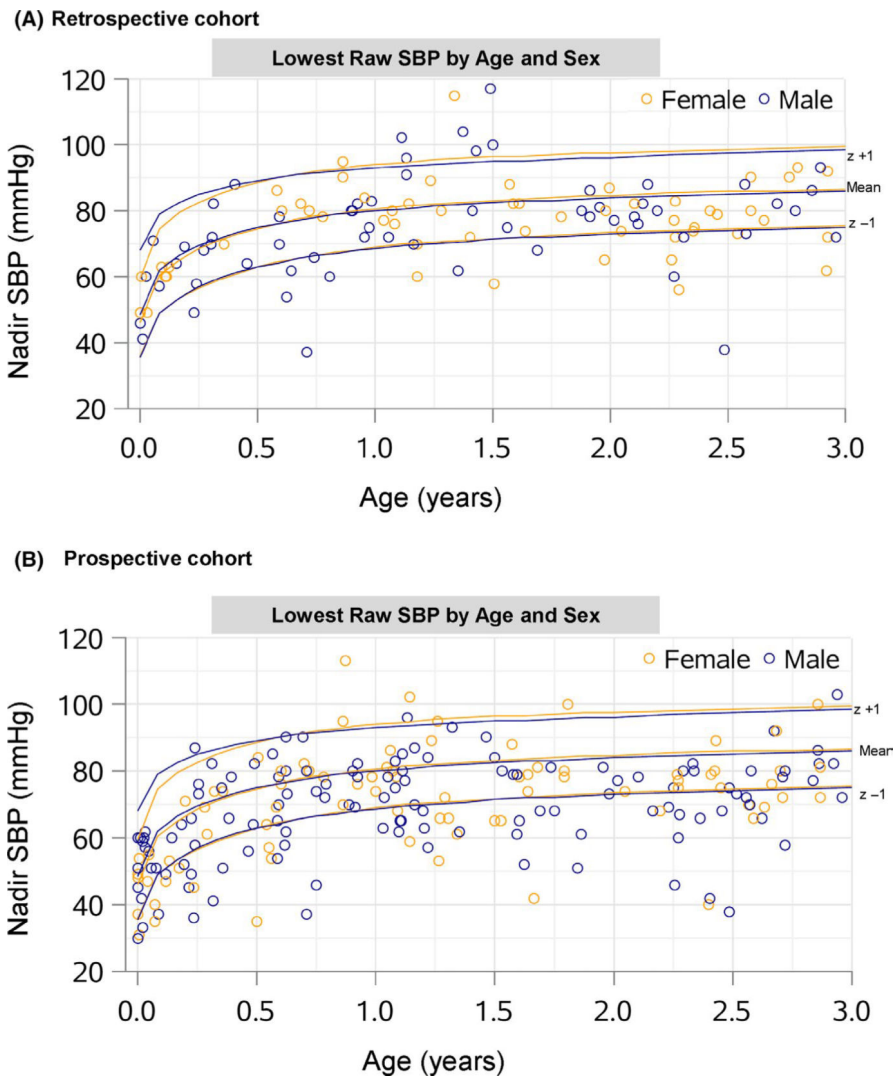 (A) Retrospective cohort
Lowest Raw SBP by Age and Sex
120
100
80
60
40
20
Nadir SBP (mmHg)
Female Male
z +1
Mean
z −1
0.0 0.5 1.0 1.5 2.0 2.5 3.0
Age (years)
(B) Prospective cohort
Lowest Raw SBP by Age and Sex
120
100
80
60
40
20
Nadir SBP (mmHg)
Female Male
z +1
Mean
z −1
0.0 0.5 1.0 1.5 2.0 2.5 3.0
Age (years)